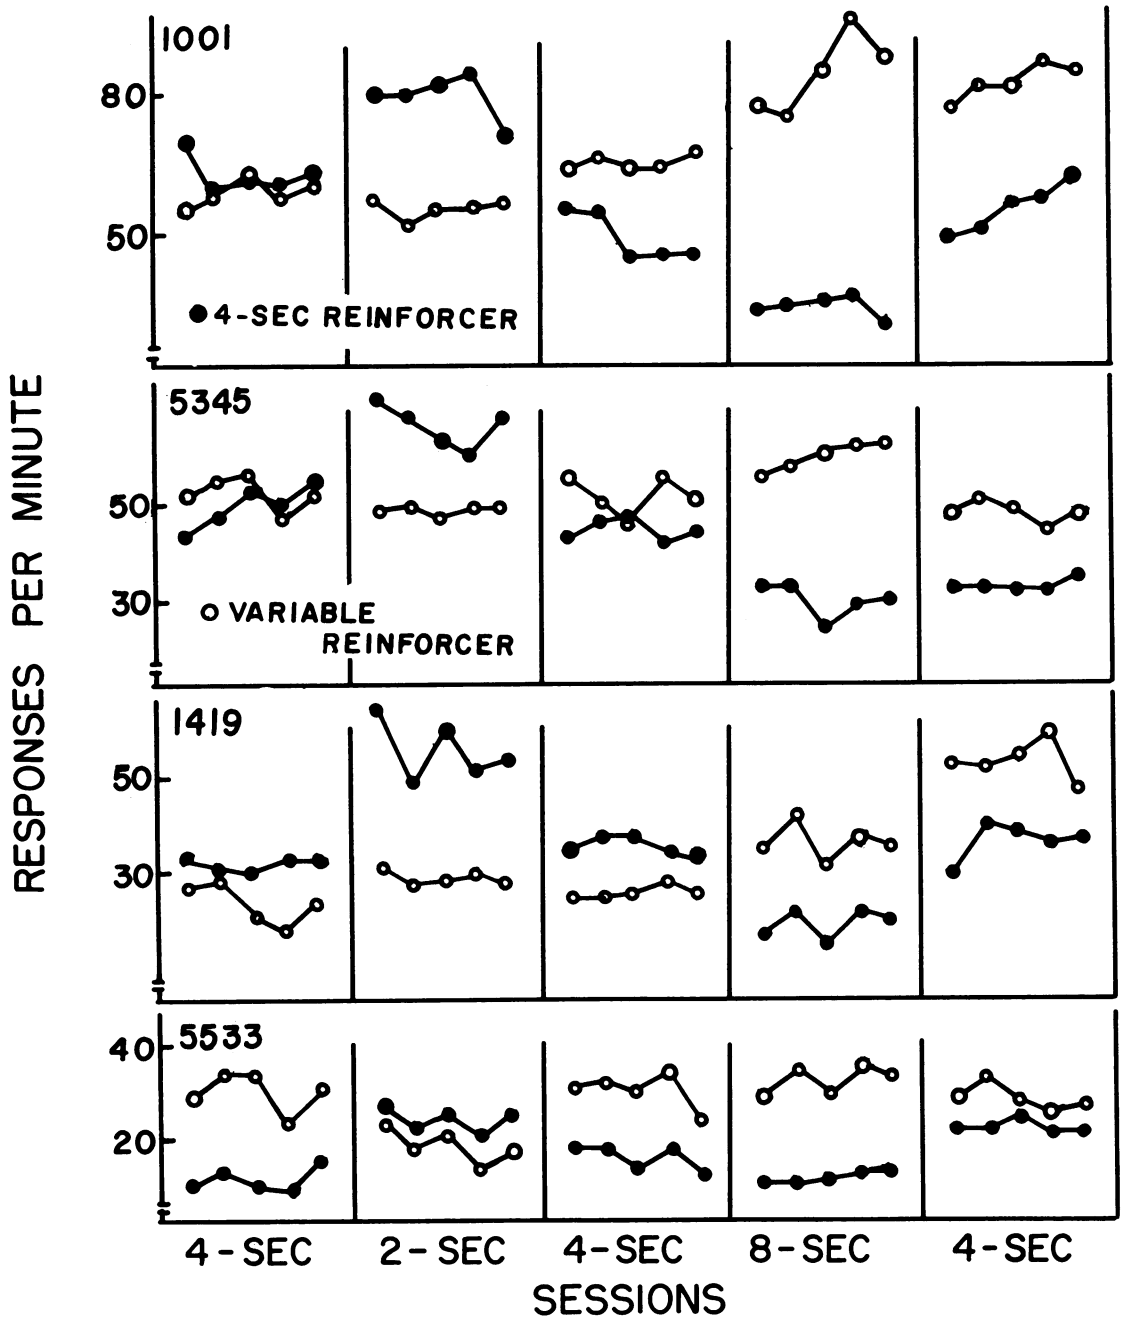 1001
80
50
4-SEC REINFORCER
5345
50
30
VARIABLE
REINFORCER
1419
50
30
5533
40
20
4-SEC 2-SEC 4-SEC 8-SEC 4-SEC
SESSIONS
RESPONSES PER MINUTE